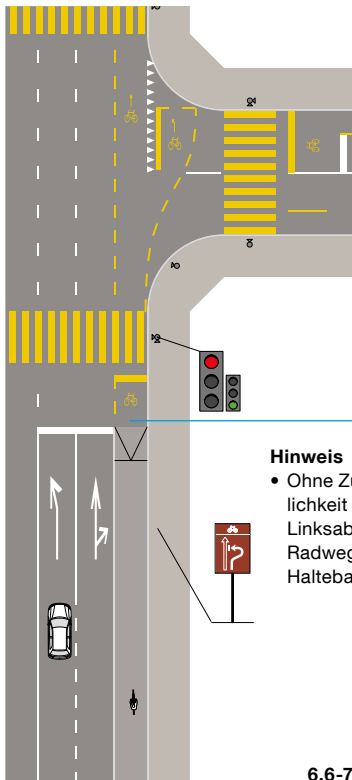 Hinweis
• Ohne Zu
lichkeit
Linksab
Radweg
Halteba
6.6-7